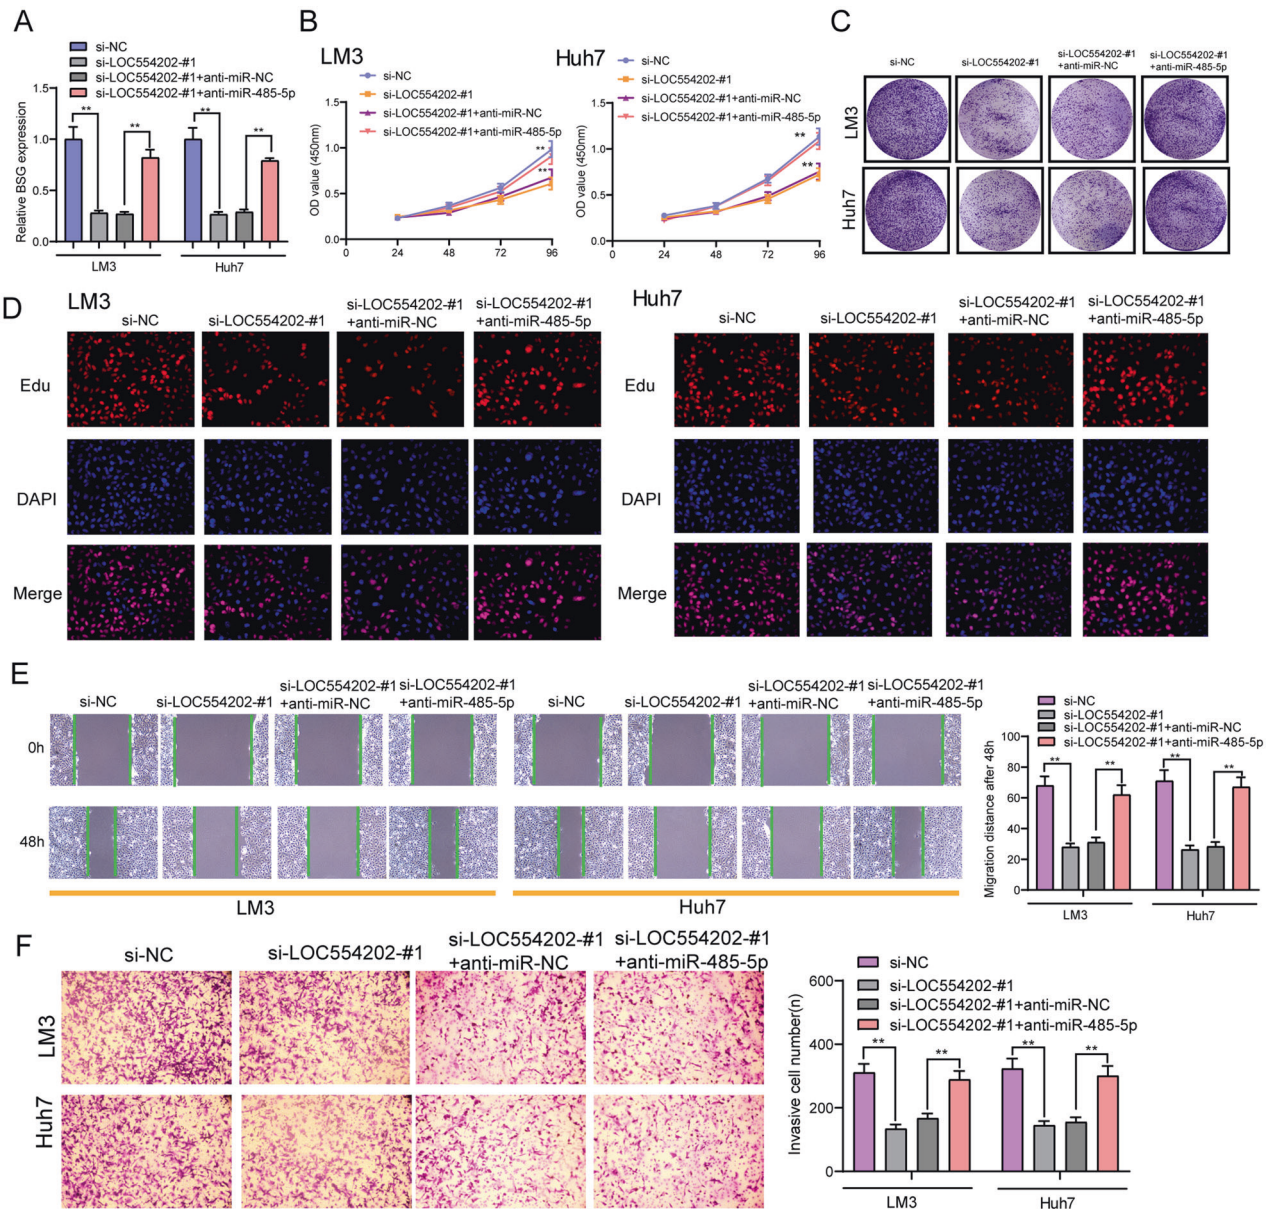 A
si-NC
si-LOC554202-#1
si-LOC554202-#1+anti-miR-NC
si-LOC554202-#1+anti-miR-485-5p
Relative BSG expression
1.5
1.0
0.5
0.0
**
**
**
**
LM3
Huh7
B
LM3
si-NC
si-LOC554202-#1
si-LOC554202-#1+anti-miR-NC
si-LOC554202-#1+anti-miR-485-5p
OD value (450nm)
1.5
1.0
0.5
0.0
**
**
0
24
48
72
96
Huh7
si-NC
si-LOC554202-#1
si-LOC554202-#1+anti-miR-NC
si-LOC554202-#1+anti-miR-485-5p
OD value (450nm)
1.5
1.0
0.5
0.0
**
**
0
24
48
72
96
C
si-NC
si-LOC554202-#1
si-LOC554202-#1
+anti-miR-NC
si-LOC554202-#1
+anti-miR-485-5p
LM3
Huh7
D
LM3
si-NC
si-LOC554202-#1
si-LOC554202-#1
+anti-miR-NC
si-LOC554202-#1
+anti-miR-485-5p
Edu
DAPI
Merge
Huh7
si-NC
si-LOC554202-#1
si-LOC554202-#1
+anti-miR-NC
si-LOC554202-#1
+anti-miR-485-5p
Edu
DAPI
Merge
E
si-NC
si-LOC554202-#1
si-LOC554202-#1
+anti-miR-NC
si-LOC554202-#1
+anti-miR-485-5p
si-NC
si-LOC554202-#1
si-LOC554202-#1
+anti-miR-NC
si-LOC554202-#1
+anti-miR-485-5p
0h
48h
LM3
Huh7
si-NC
si-LOC554202-#1
si-LOC554202-#1+anti-miR-NC
si-LOC554202-#1+anti-miR-485-5p
Migration distance after 48h
100
80
60
40
20
0
**
**
**
**
LM3
Huh7
F
si-NC
si-LOC554202-#1
si-LOC554202-#1
+anti-miR-NC
si-LOC554202-#1
+anti-miR-485-5p
LM3
Huh7
si-NC
si-LOC554202-#1
si-LOC554202-#1+anti-miR-NC
si-LOC554202-#1+anti-miR-485-5p
Invasive cell number(n)
600
400
200
0
**
**
**
**
LM3
Huh7